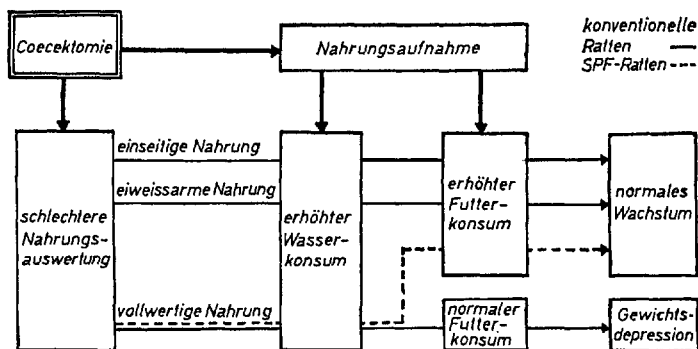 Coecektomie
Nahrungsaufnahme
konventionelle
Ratten
SPF-Ratten
einseitige Nahrung
eiweissarme Nahrung
schlechtere
Nahrungs-
auswertung
vollwertige Nahrung
erhöhter
Wasser-
konsum
erhöhter
Futter-
konsum
normales
Wachstum
normaler
Futter-
konsum
Gewichts-
depression